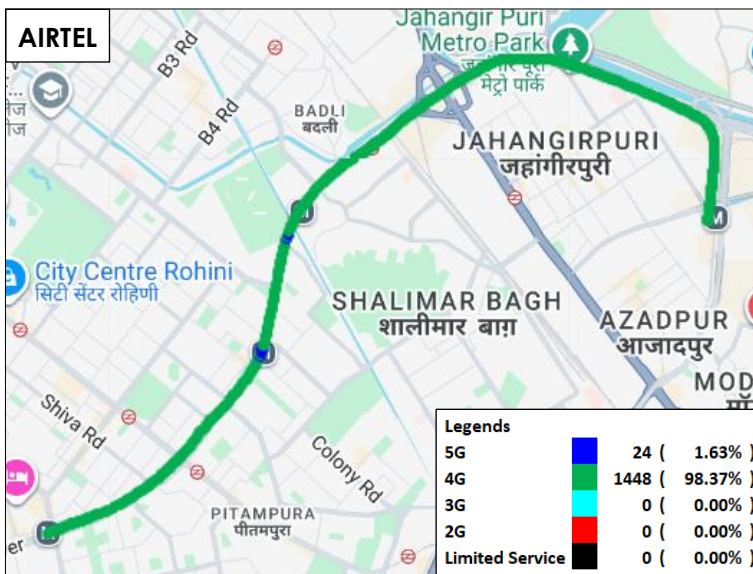 AIRTEL
Jahangir Puri
Metro Park
मेट्रो पार्क
B3 Rd
B4 Rd
BADLI
बदली
JAHANGIRPURI
जहांगीरपुरी
City Centre Rohini
सिटी सेंटर रोहिणी
SHALIMAR BAGH
शालीमार बाग़
AZADPUR
आजादपुर
MOD
Shiva Rd
Colony Rd
PITAMPURA
पीतमपुरा
er
Legends
5G 24 ( 1.63% )
4G 1448 ( 98.37% )
3G 0 ( 0.00% )
2G 0 ( 0.00% )
Limited Service 0 ( 0.00% )